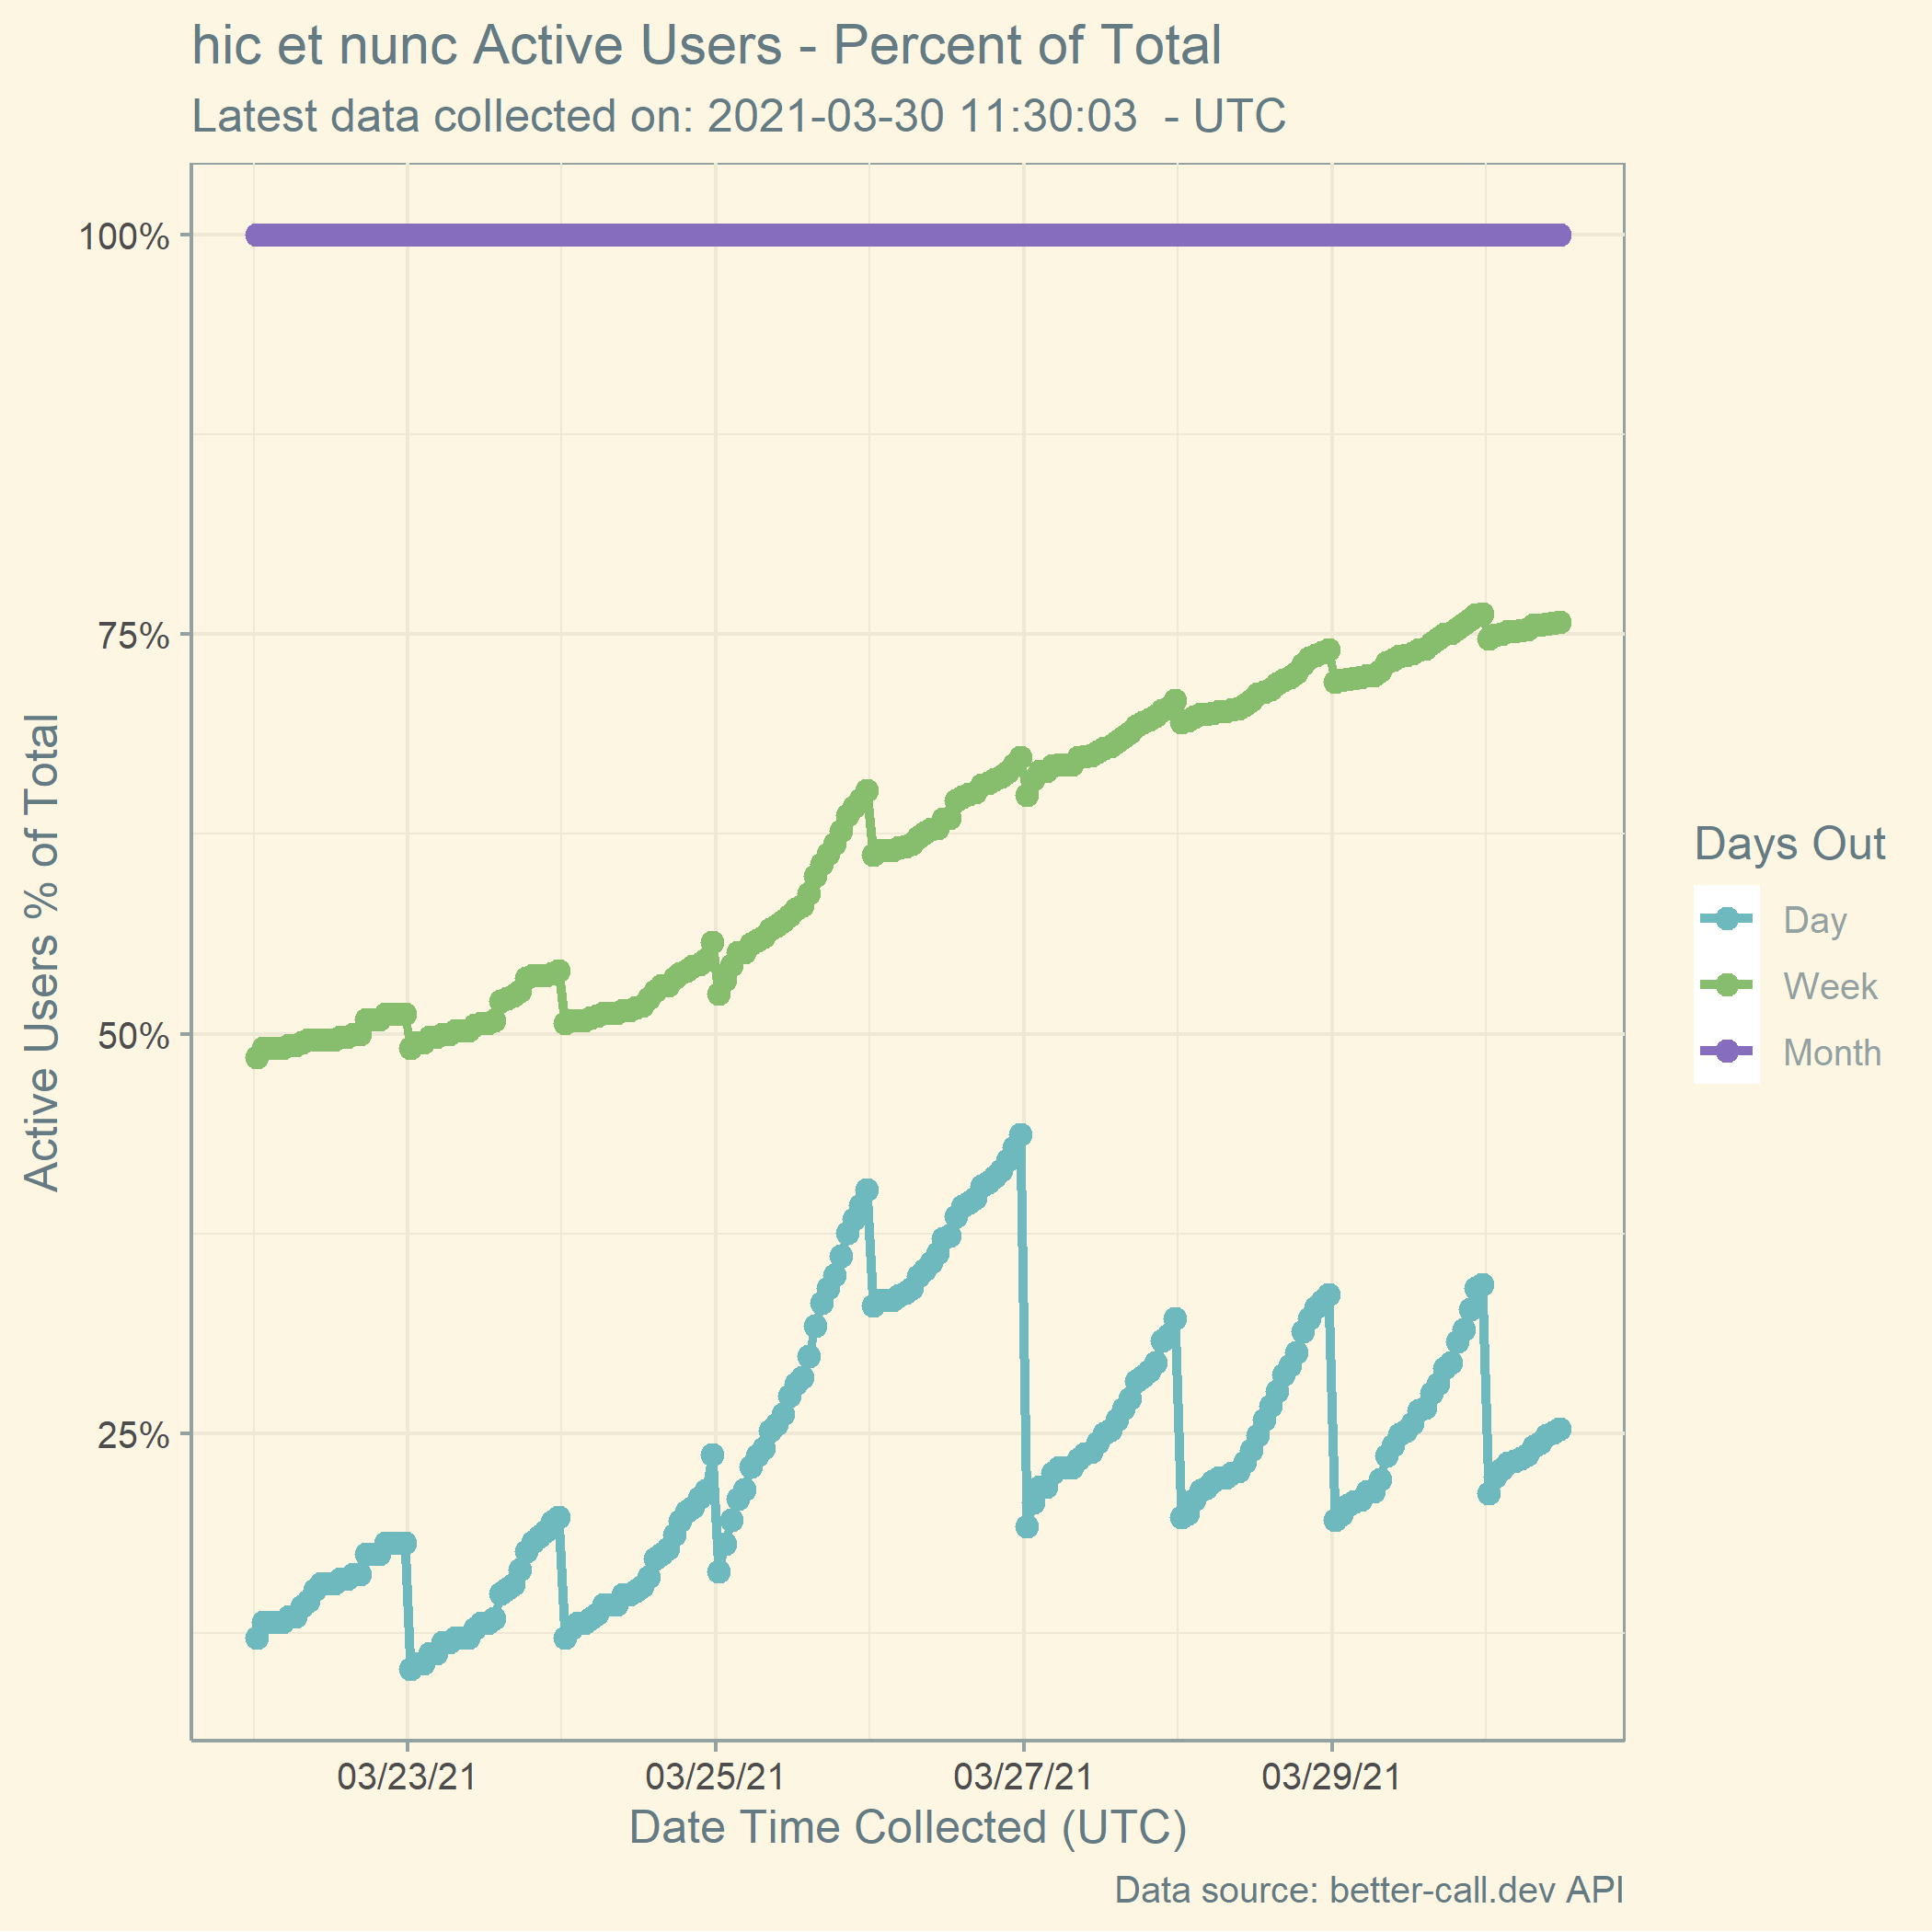 hic et nunc Active Users - Percent of Total
Latest data collected on: 2021-03-30 11:30:03  - UTC
Active Users % of Total
100%
75%
50%
25%
03/23/21
03/25/21
03/27/21
03/29/21
Date Time Collected (UTC)
Days Out
Day
Week
Month
Data source: better-call.dev API